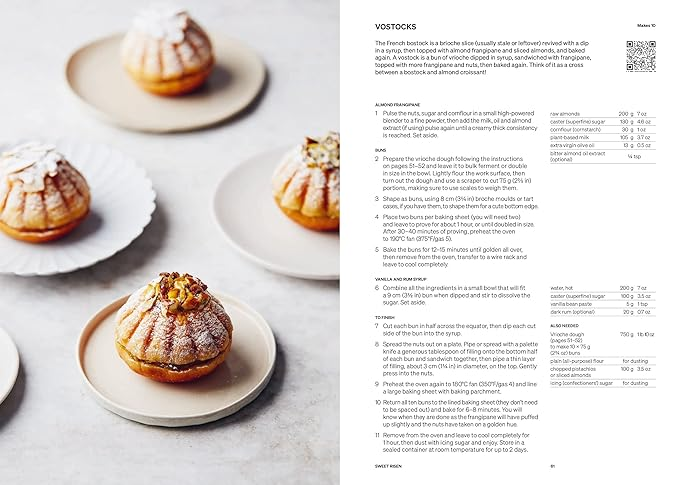 VOSTOCKS
Makes 10
The French bostock is a brioche slice (usually stale or leftover) revived with a dip
in a syrup, then topped with almond frangipane and sliced almonds, and baked
again. A vostock is a bun of vrioche dipped in syrup, sandwiched with frangipane,
topped with more frangipane and nuts, then baked again. Think of it as a cross
between a bostock and almond croissant!
ALMOND FRANGIPANE
1 Pulse the nuts, sugar and cornflour in a small high-powered
blender to a fine powder, then add the milk, oil and almond
extract (if using) pulse again until a creamy thick consistency
is reached. Set aside.
raw almonds 200 g 7 oz
caster (superfine) sugar 130 g 4.6 oz
cornflour (cornstarch) 30 g 1 oz
plant-based milk 105 g 3.7 oz
extra virgin olive oil 13 g 0.5 oz
bitter almond oil extract
(optional) ¼ tsp
BUNS
2 Prepare the vrioche dough following the instructions
on pages 51–52 and leave it to bulk ferment or double
in size in the bowl. Lightly flour the work surface, then
turn out the dough and use a scraper to cut 75 g (2⅝ in)
portions, making sure to use scales to weigh them.
3 Shape as buns, using 8 cm (3¼ in) broche moulds or tart
cases, if you have them, to shape them for a cute bottom edge.
4 Place two buns per baking sheet (you will need two)
and leave to prove for about 1 hour, or until doubled in size.
After 30–40 minutes of proving, preheat the oven
to 190°C fan (375°F/gas 5).
5 Bake the buns for 12–15 minutes until golden all over,
then remove from the oven, transfer to a wire rack and
leave to cool completely.
VANILLA AND RUM SYRUP
6 Combine all the ingredients in a small bowl that will fit
a 9 cm (3½ in) bun when dipped and stir to dissolve the
sugar. Set aside.
water, hot 200 g 7 oz
caster (superfine) sugar 100 g 3.5 oz
vanilla bean paste 5 g 1 tsp
dark rum (optional) 20 g 0.7 oz
TO FINISH
7 Cut each bun in half across the equator, then dip each cut
side of the bun into the syrup.
8 Spread the nuts out on a plate. Pipe or spread with a palette
knife a generous tablespoon of filling onto the bottom half
of each bun and sandwich together, then pipe a thin layer
of filling, about 3 cm (1¼ in) in diameter, on the top. Gently
press into the nuts.
9 Preheat the oven again to 180°C fan (350°F/gas 4) and line
a large baking sheet with baking parchment.
10 Return all ten buns to the lined baking sheet (they don't need
to be spaced out) and bake for 6–8 minutes. You will
know when they are done as the frangipane will have puffed
up slightly and the nuts have taken on a golden hue.
11 Remove from the oven and leave to cool completely for
1 hour, then dust with icing sugar and enjoy. Store in a
sealed container at room temperature for up to 2 days.
ALSO NEEDED
Vrioche dough 750 g 1 lb 10 oz
(pages 51–52)
to make 10 × 75 g
(2¾ oz) buns
plain (all-purpose) flour for dusting
chopped pistachios 100 g 3.5 oz
or sliced almonds
icing (confectioners') sugar for dusting
SWEET RISEN
81